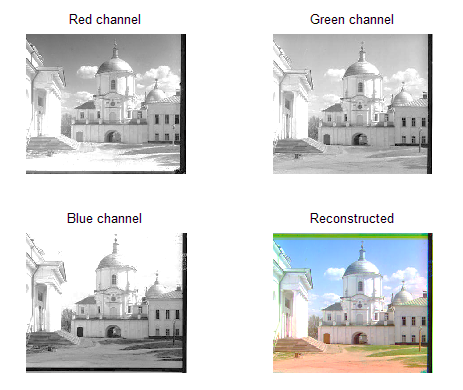 Red channel
Green channel
Blue channel
Reconstructed